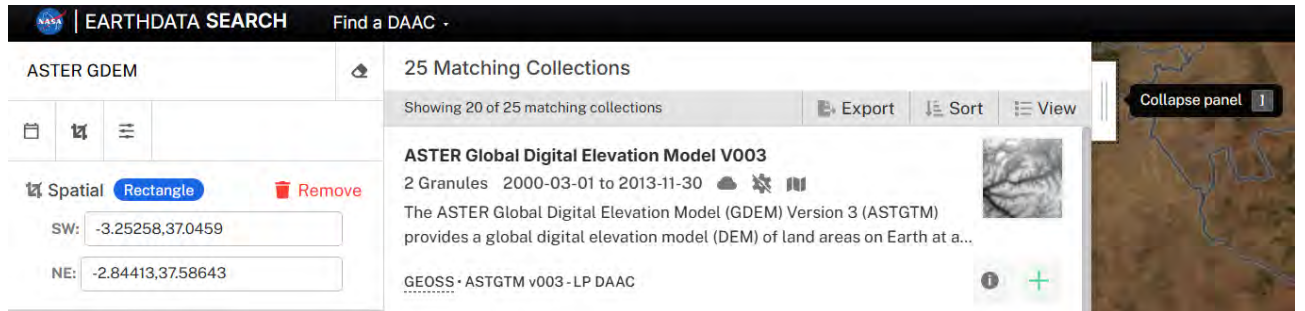 NASA | EARTHDATA SEARCH Find a DAAC
ASTER GDEM
25 Matching Collections
Showing 20 of 25 matching collections Export Sort View
Collapse panel ]
ASTER Global Digital Elevation Model V003
2 Granules 2000-03-01 to 2013-11-30
Spatial Rectangle Remove
The ASTER Global Digital Elevation Model (GDEM) Version 3 (ASTGTM)
SW: -3.25258,37.0459
provides a global digital elevation model (DEM) of land areas on Earth at a...
NE: -2.84413,37.58643
GEOSS • ASTGTM v003 - LP DAAC